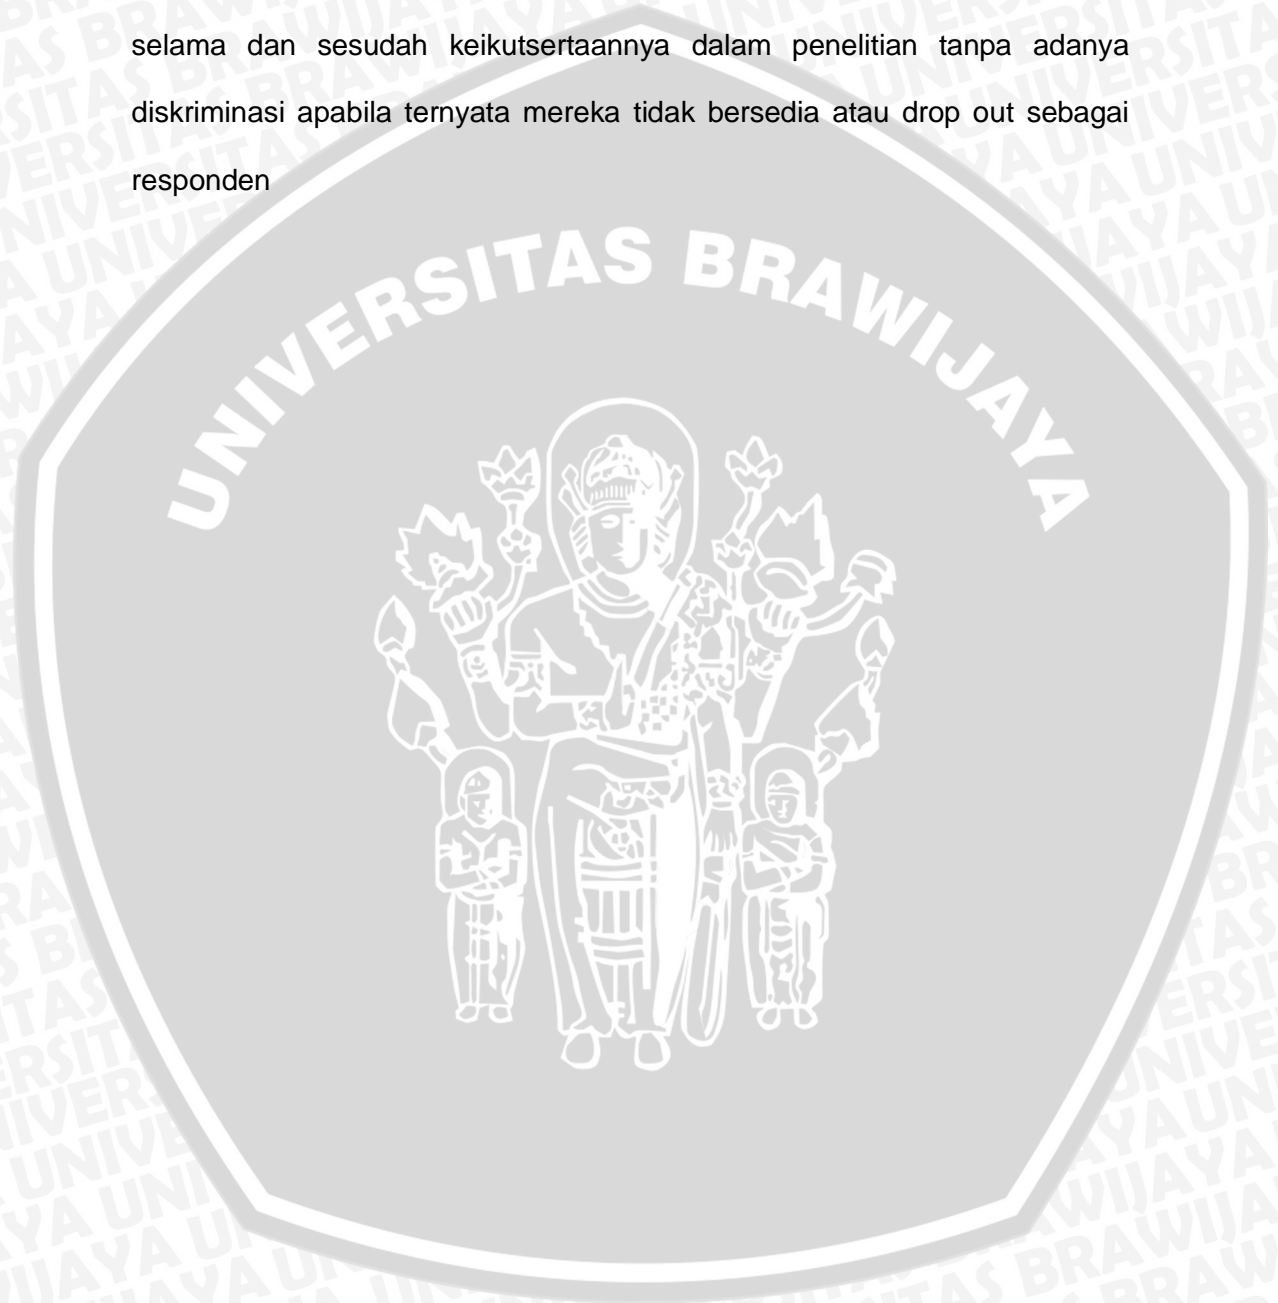 selama dan sesudah keikutsertaannya dalam penelitian tanpa adanya
diskriminasi apabila ternyata mereka tidak bersedia atau drop out sebagai
responden
UNIVERSITAS BRAWIJAYA